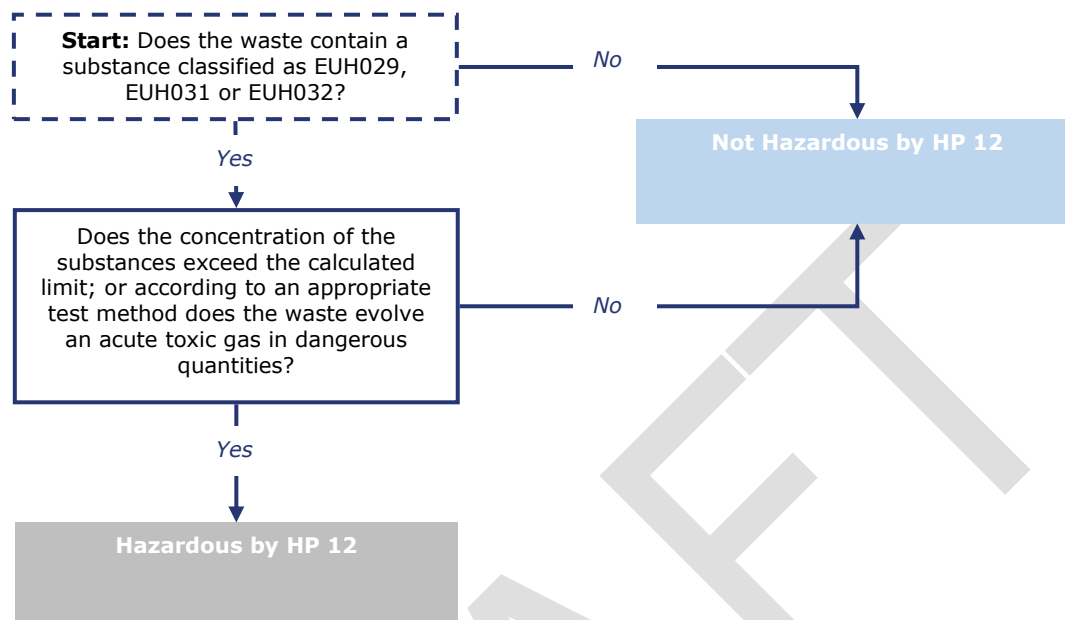 Start: Does the waste contain a
substance classified as EUH029,
EUH031 or EUH032?
No
Not Hazardous by HP 12
Yes
Does the concentration of the
substances exceed the calculated
limit; or according to an appropriate
test method does the waste evolve
an acute toxic gas in dangerous
quantities?
No
Yes
Hazardous by HP 12